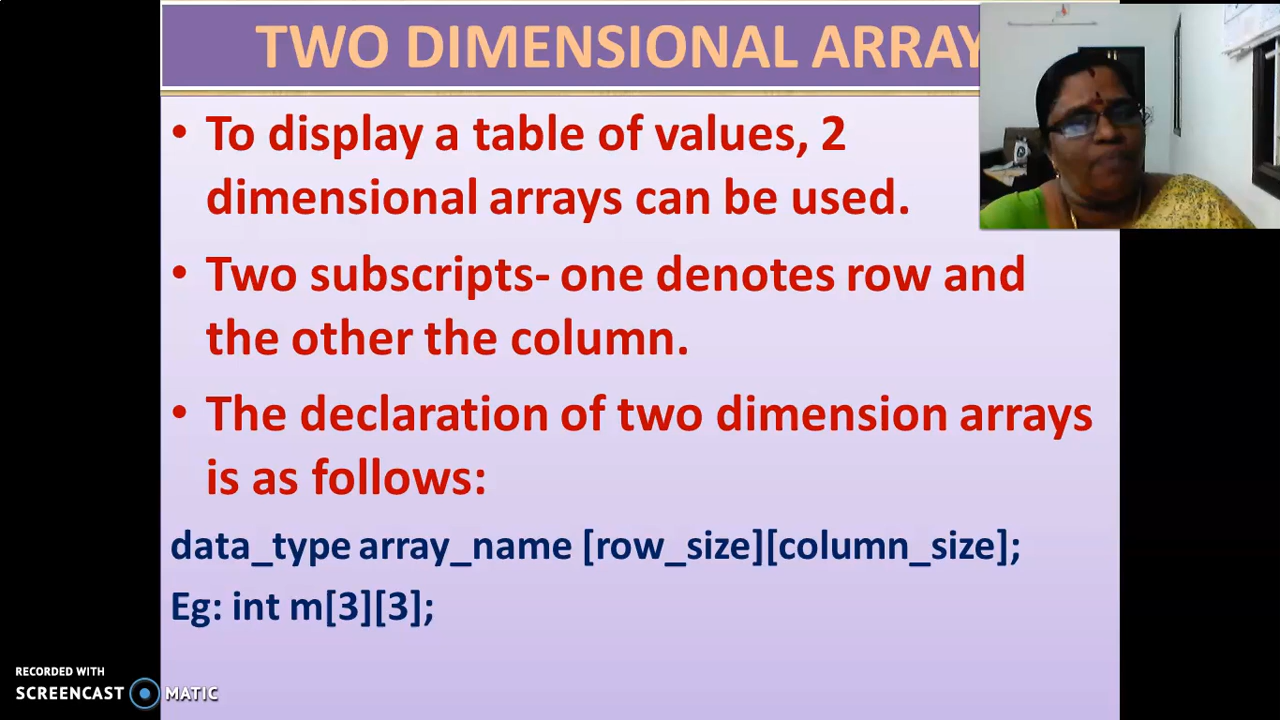 TWO DIMENSIONAL ARRAY
• To display a table of values, 2
dimensional arrays can be used.
• Two subscripts- one denotes row and
the other the column.
• The declaration of two dimension arrays
is as follows:
data_type array_name [row_size][column_size];
Eg: int m[3][3];
RECORDED WITH
SCREENCAST MATIC